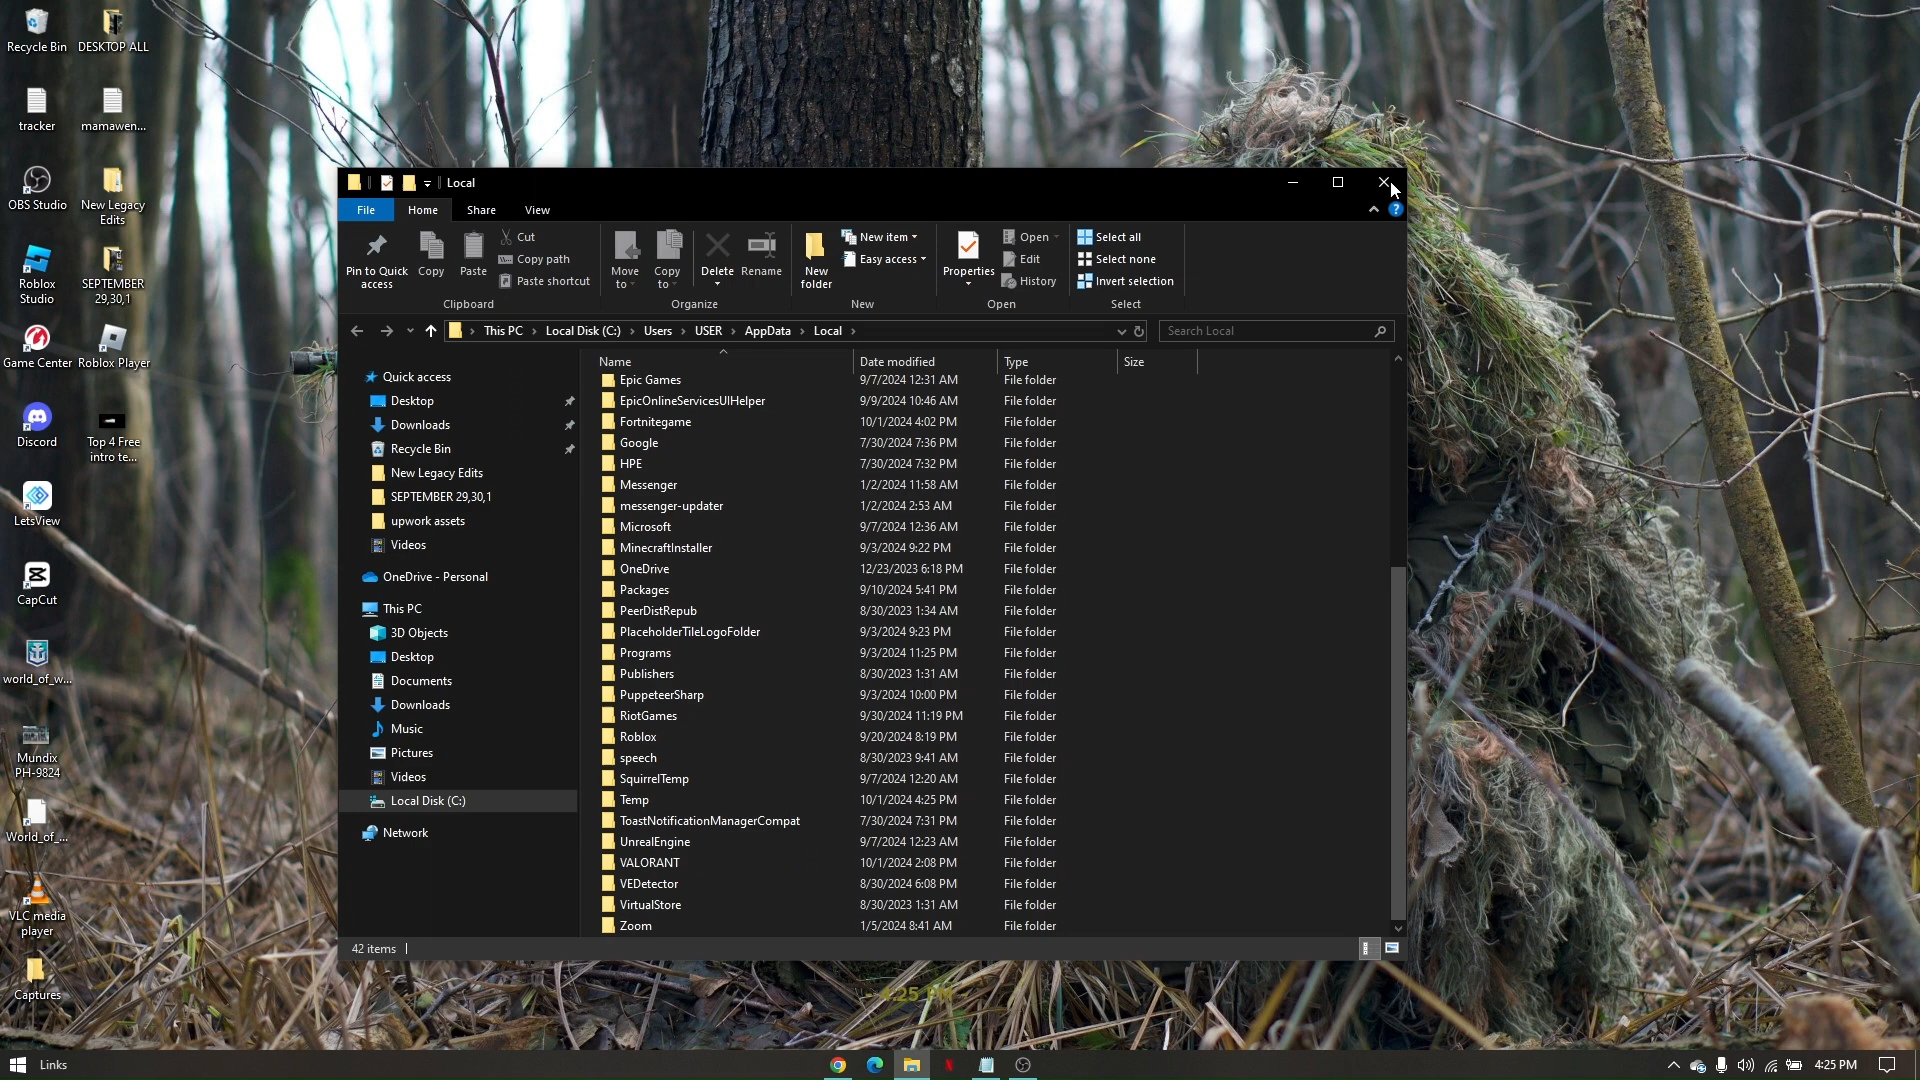 Recycle Bin
DESKTOP ALL
tracker
mamawen...
OBS Studio
New Legacy
Edits
Roblox
Studio
SEPTEMBER
29,30,1
Game Center
Roblox Player
Discord
Top 4 Free
intro te...
LetsView
CapCut
world_of_w...
Mundix
PH-9824
World_of_...
VLC media
player
Captures
Local
File
Home
Share
View
?
Pin to Quick
access
Copy
Paste
Cut
Copy path
Paste shortcut
Clipboard
Move
to
Copy
to
Delete
Rename
Organize
New
folder
New item
Easy access
New
Properties
Open
Edit
History
Open
Select all
Select none
Invert selection
Select
This PC > Local Disk (C:) > Users > USER > AppData > Local >
Search Local
Quick access
Desktop
Downloads
Recycle Bin
New Legacy Edits
SEPTEMBER 29,30,1
upwork assets
Videos
OneDrive - Personal
This PC
3D Objects
Desktop
Documents
Downloads
Music
Pictures
Videos
Local Disk (C:)
Network
Name Date modified Type Size
Epic Games 9/7/2024 12:31 AM File folder
EpicOnlineServicesUIHelper 9/9/2024 10:46 AM File folder
Fortnitegame 10/1/2024 4:02 PM File folder
Google 7/30/2024 7:36 PM File folder
HPE 7/30/2024 7:32 PM File folder
Messenger 1/2/2024 11:58 AM File folder
messenger-updater 1/2/2024 2:53 AM File folder
Microsoft 9/7/2024 12:36 AM File folder
MinecraftInstaller 9/3/2024 9:22 PM File folder
OneDrive 12/23/2023 6:18 PM File folder
Packages 9/10/2024 5:41 PM File folder
PeerDistRepub 8/30/2023 1:34 AM File folder
PlaceholderTileLogoFolder 9/3/2024 9:23 PM File folder
Programs 9/3/2024 11:25 PM File folder
Publishers 8/30/2023 1:31 AM File folder
PuppeteerSharp 9/3/2024 10:00 PM File folder
RiotGames 9/30/2024 11:19 PM File folder
Roblox 9/20/2024 8:19 PM File folder
speech 8/30/2023 9:41 AM File folder
SquirrelTemp 9/7/2024 12:20 AM File folder
Temp 10/1/2024 4:25 PM File folder
ToastNotificationManagerCompat 7/30/2024 7:31 PM File folder
UnrealEngine 9/7/2024 12:23 AM File folder
VALORANT 10/1/2024 2:08 PM File folder
VEDetector 8/30/2024 6:08 PM File folder
VirtualStore 8/30/2023 1:31 AM File folder
Zoom 1/5/2024 8:41 AM File folder
42 items
Links
4:25 PM